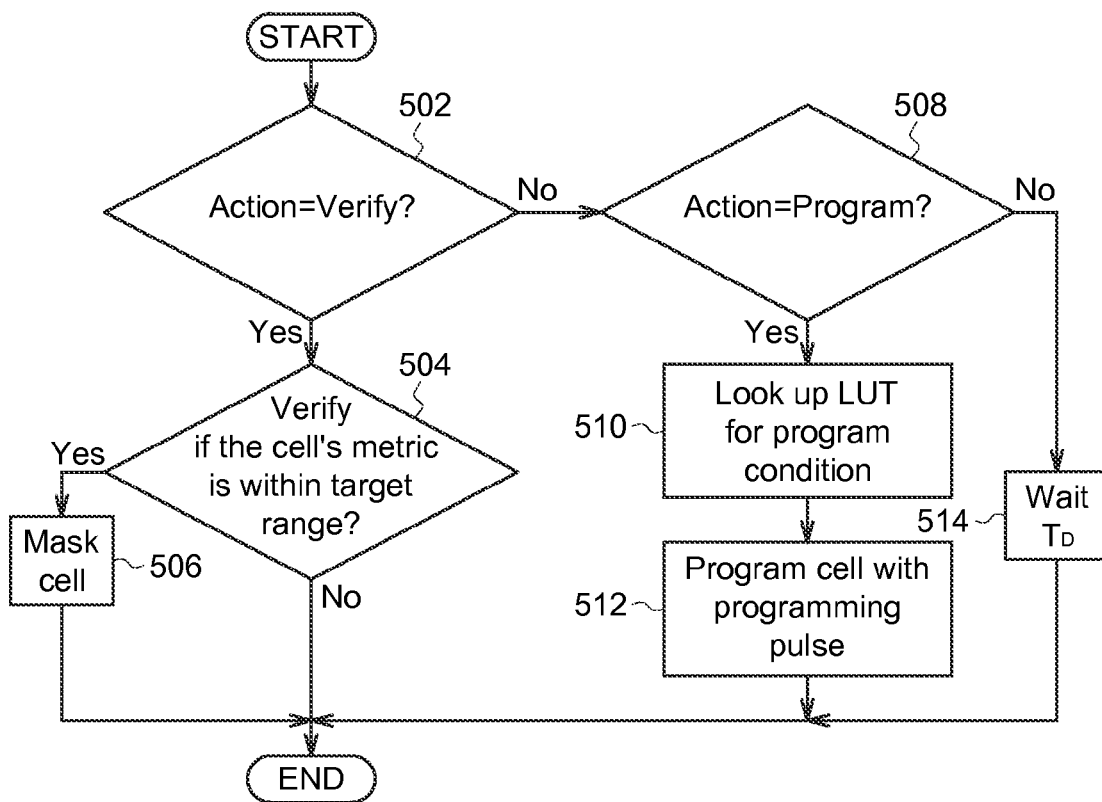 START
502
Action=Verify?
No
508
Action=Program?
No
Yes
504
Verify
if the cell's metric
is within target
range?
Yes
Mask
cell
506
No
Yes
510
Look up LUT
for program
condition
512
Program cell with
programming
pulse
514
Wait
TD
END